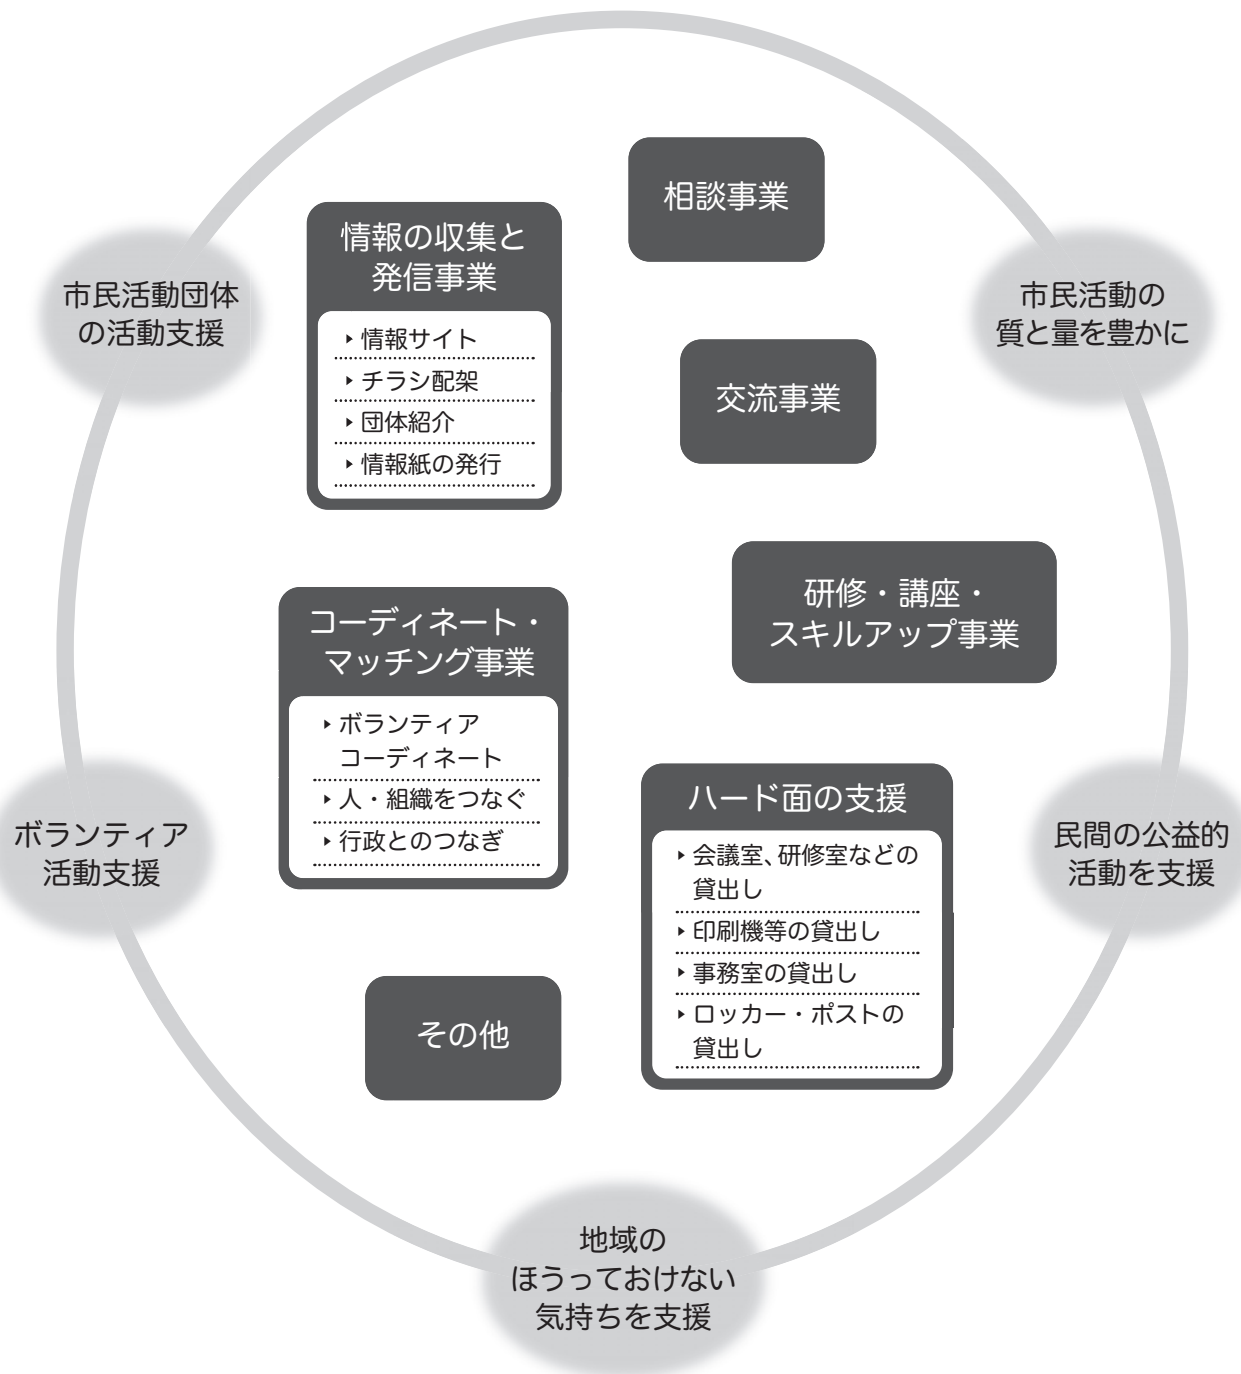 相談事業
情報の収集と
発信事業
▸情報サイト
▸チラシ配架
▸団体紹介
▸情報紙の発行
市民活動団体
の活動支援
市民活動の
質と量を豊かに
交流事業
研修・講座・
スキルアップ事業
コーディネート・
マッチング事業
▸ボランティア
コーディネート
▸人・組織をつなぐ
▸行政とのつなぎ
ハード面の支援
▸会議室、研修室などの
貸出し
▸印刷機等の貸出し
▸事務室の貸出し
▸ロッカー・ポストの
貸出し
ボランティア
活動支援
民間の公益的
活動を支援
その他
地域の
ほうっておけない
気持ちを支援